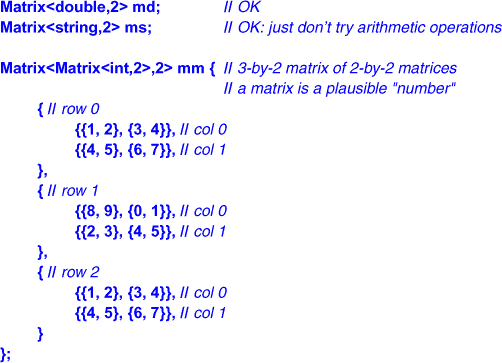 Matrix<double,2> md; // OK
Matrix<string,2> ms; // OK: just don’t try arithmetic operations
Matrix<Matrix<int,2>,2> mm { // 3-by-2 matrix of 2-by-2 matrices
// a matrix is a plausible "number"
{ // row 0
{{1, 2}, {3, 4}}, // col 0
{{4, 5}, {6, 7}}, // col 1
},
{ // row 1
{{8, 9}, {0, 1}}, // col 0
{{2, 3}, {4, 5}}, // col 1
},
{ // row 2
{{1, 2}, {3, 4}}, // col 0
{{4, 5}, {6, 7}}, // col 1
}
};